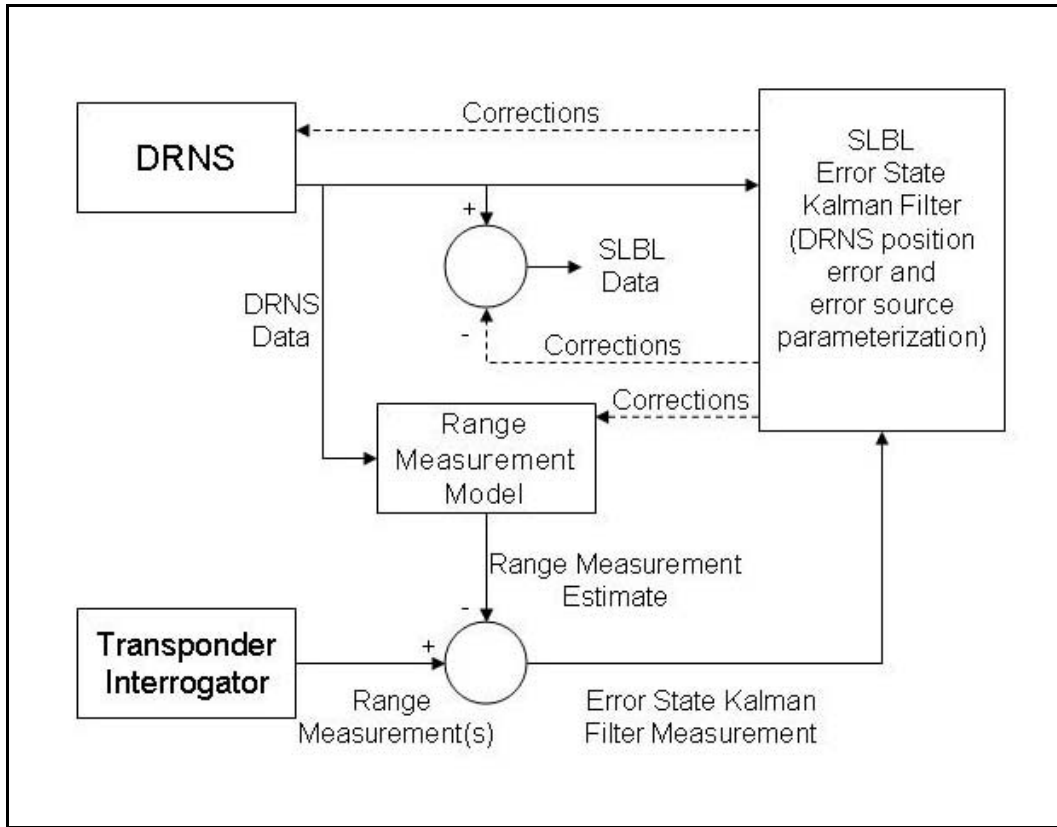 Corrections
DRNS
SLBL
Error State
Kalman Filter
(DRNS position
error and
error source
parameterization)
+
SLBL
Data
DRNS
Data
-
Corrections
Corrections
Range
Measurement
Model
Range Measurement
Estimate
-
Transponder
Interrogator
+
Range
Measurement(s)
Error State Kalman
Filter Measurement